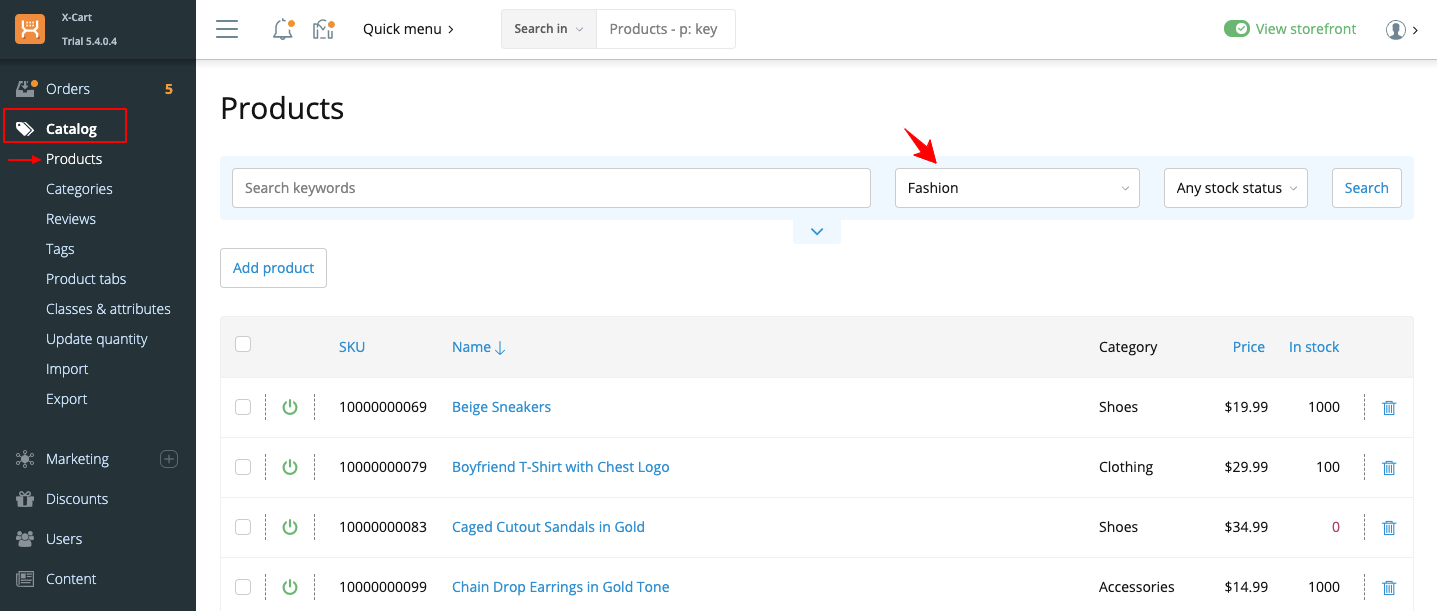 X-Cart
Trial 5.4.0.4
Quick menu
Search in
Products - p: key
View storefront
Orders 5
Catalog
Products
Categories
Reviews
Tags
Product tabs
Classes & attributes
Update quantity
Import
Export
Marketing
Discounts
Users
Content
Products
Search keywords
Fashion
Any stock status
Search
Add product
SKU Name Category Price In stock
10000000069 Beige Sneakers Shoes $19.99 1000
10000000079 Boyfriend T-Shirt with Chest Logo Clothing $29.99 100
10000000083 Caged Cutout Sandals in Gold Shoes $34.99 0
10000000099 Chain Drop Earrings in Gold Tone Accessories $14.99 1000